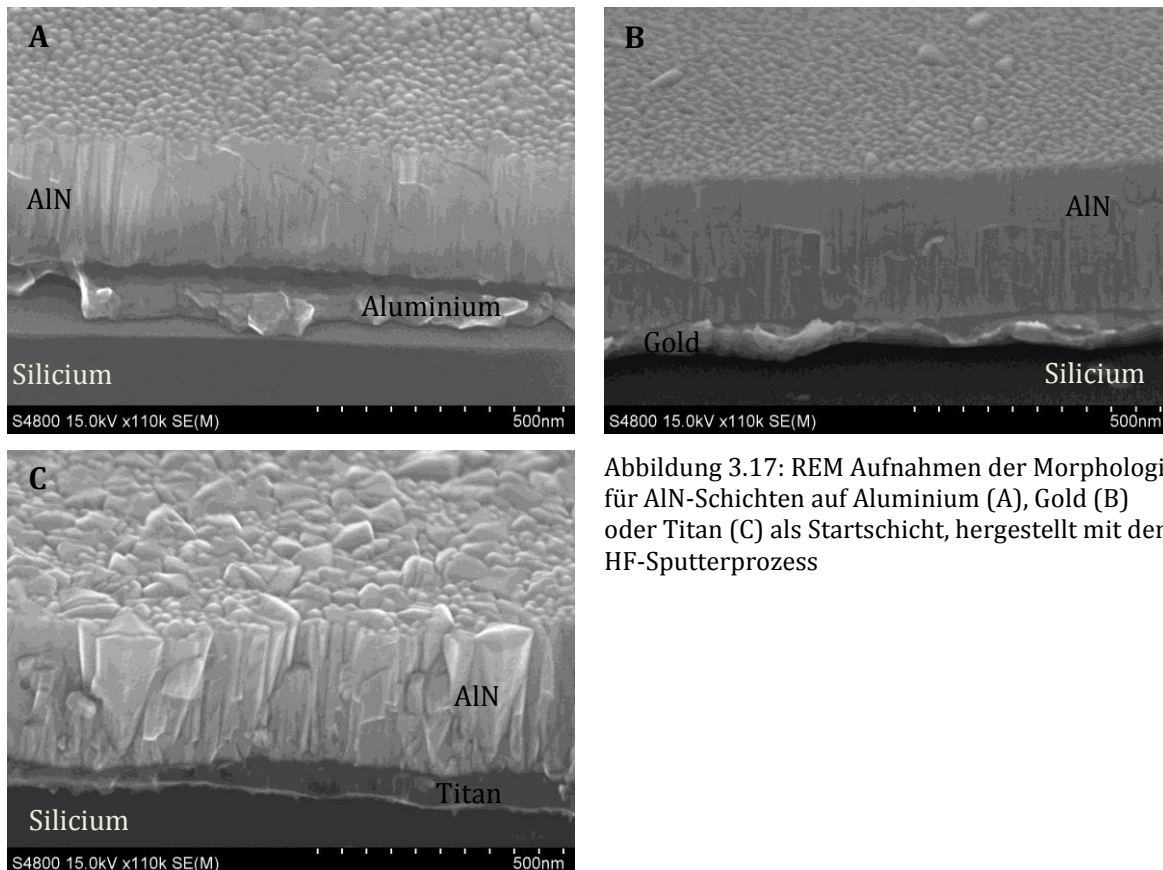 A
AlN
Aluminium
Silicium
S4800 15.0kV x110k SE(M)
500nm
B
AlN
Gold
Silicium
S4800 15.0kV x110k SE(M)
500nm
C
AlN
Titan
Silicium
S4800 15.0kV x110k SE(M)
500nm
Abbildung 3.17: REM Aufnahmen der Morphologi
für AlN-Schichten auf Aluminium (A), Gold (B)
oder Titan (C) als Startschicht, hergestellt mit der
HF-Sputterprozess